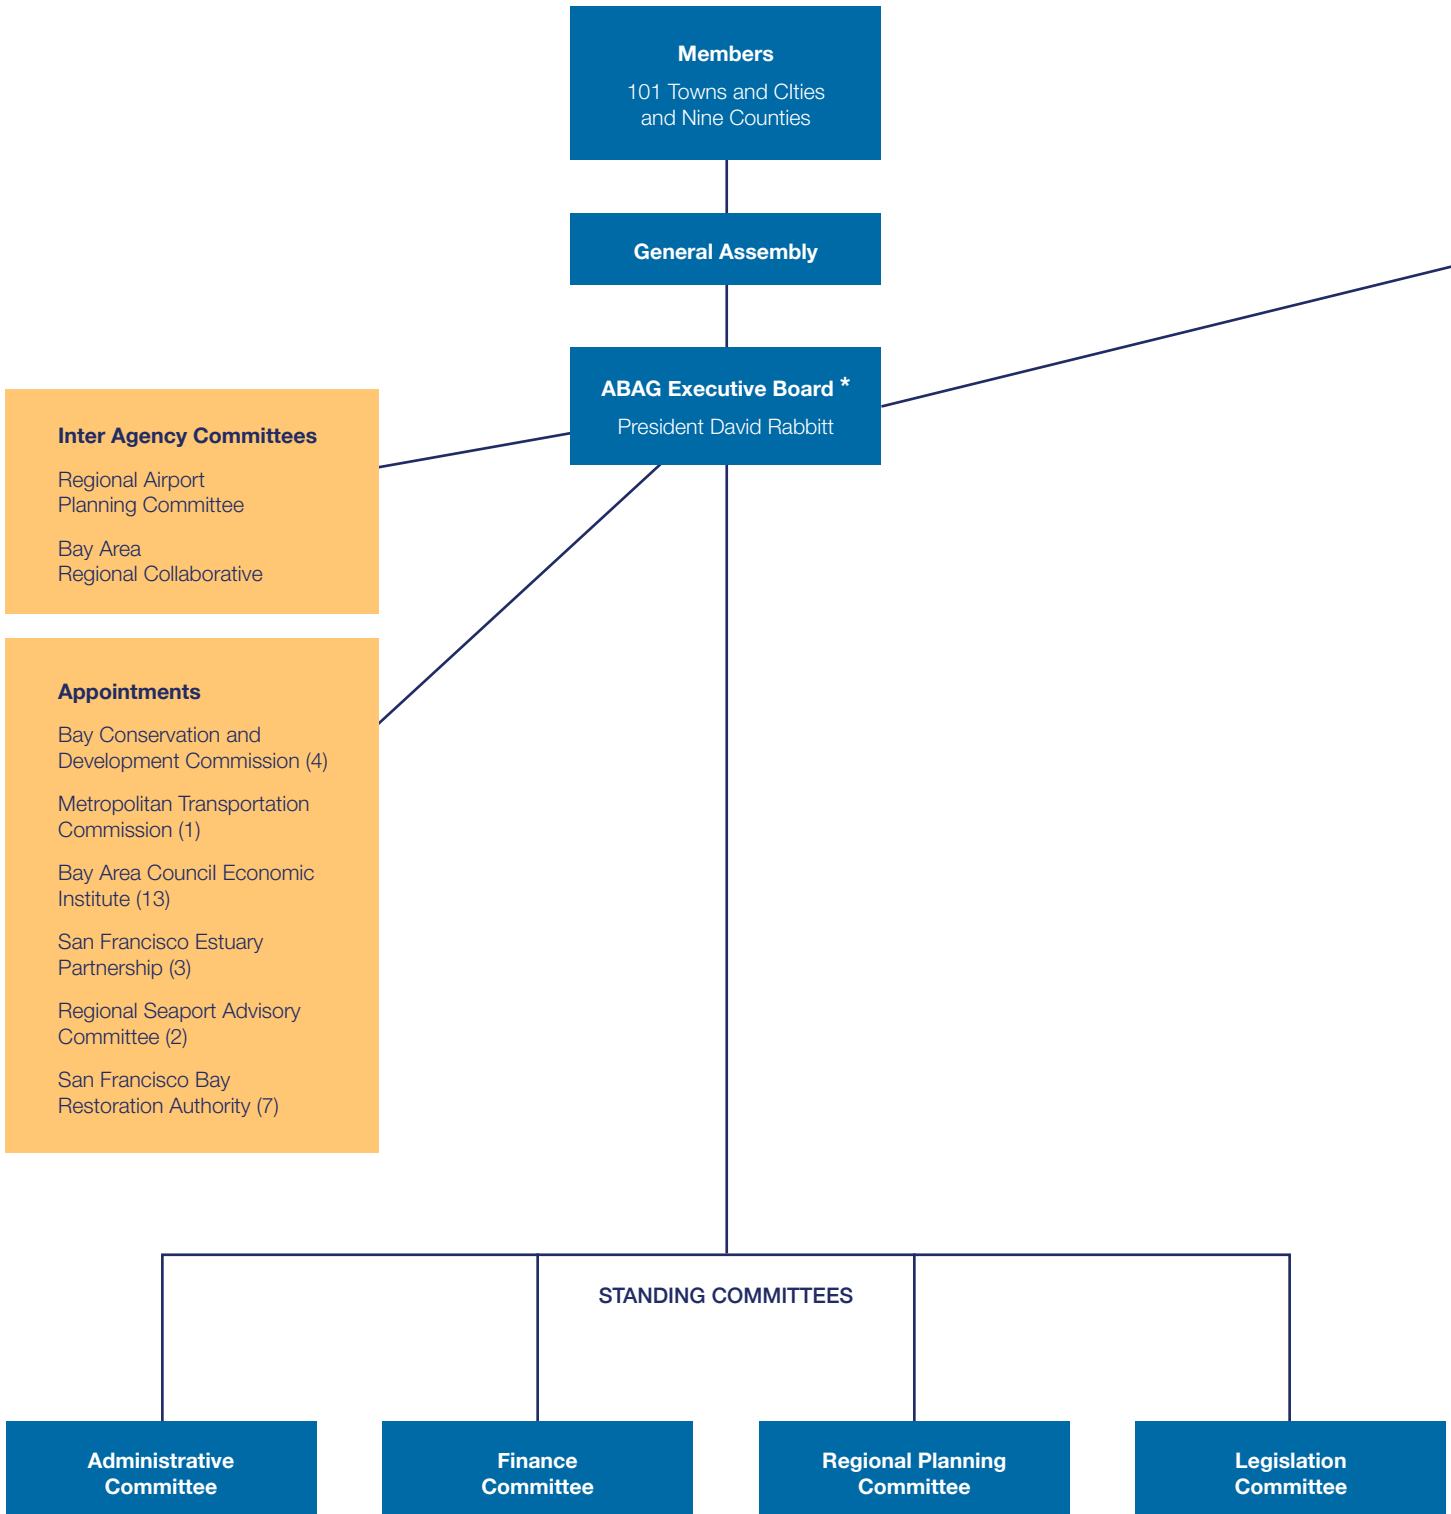 Members
101 Towns and CIties
and Nine Counties
General Assembly
ABAG Executive Board *
President David Rabbitt
Inter Agency Committees
Regional Airport
Planning Committee
Bay Area
Regional Collaborative
Appointments
Bay Conservation and
Development Commission (4)
Metropolitan Transportation
Commission (1)
Bay Area Council Economic
Institute (13)
San Francisco Estuary
Partnership (3)
Regional Seaport Advisory
Committee (2)
San Francisco Bay
Restoration Authority (7)
STANDING COMMITTEES
Administrative
Committee
Finance
Committee
Regional Planning
Committee
Legislation
Committee